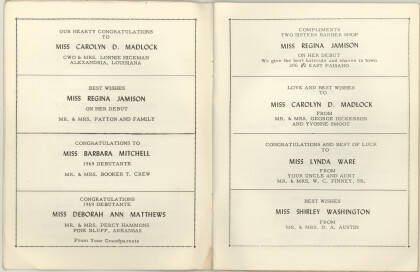 OUR HEARTY CONGRATULATIONS
TO
MISS CAROLYN D. MADLOCK
CWO & MRS. LONNIE HICKMAN
ALEXANDRIA, LOUISIANA
BEST WISHES
MISS REGINA JAMISON
ON HER DEBUT
MR. & MRS. PATTON AND FAMILY
CONGRATULATIONS TO
MISS BARBARA MITCHELL
1969 DEBUTANTE
MR. & MRS. BOOKER T. CREW
CONGRATULATIONS
1969 DEBUTANTE
MISS DEBORAH ANN MATTHEWS
MR. & MRS. PERCY HAMMONS
PINE BLUFF, ARKANSAS
From Your Grandparents
COMPLIMENTS
TWO SISTERS BARBER SHOP
MISS REGINA JAMISON
ON HER DEBUT
We give the best haircuts and shaves in town
EAST PAISANO
LOVE AND BEST WISHES
TO
MISS CAROLYN D. MADLOCK
FROM
MR. & MRS. GEORGE DICKERSON
AND YVONNE SMOOT
CONGRATULATIONS AND BEST OF LUCK
TO
MISS LYNDA WARE
FROM
YOUR UNCLE AND AUNT
MR. & MRS. W. C. FINNEY, SR.
BEST WISHES
MISS SHIRLEY WASHINGTON
FROM
MR. & MRS. D. A. AUSTIN